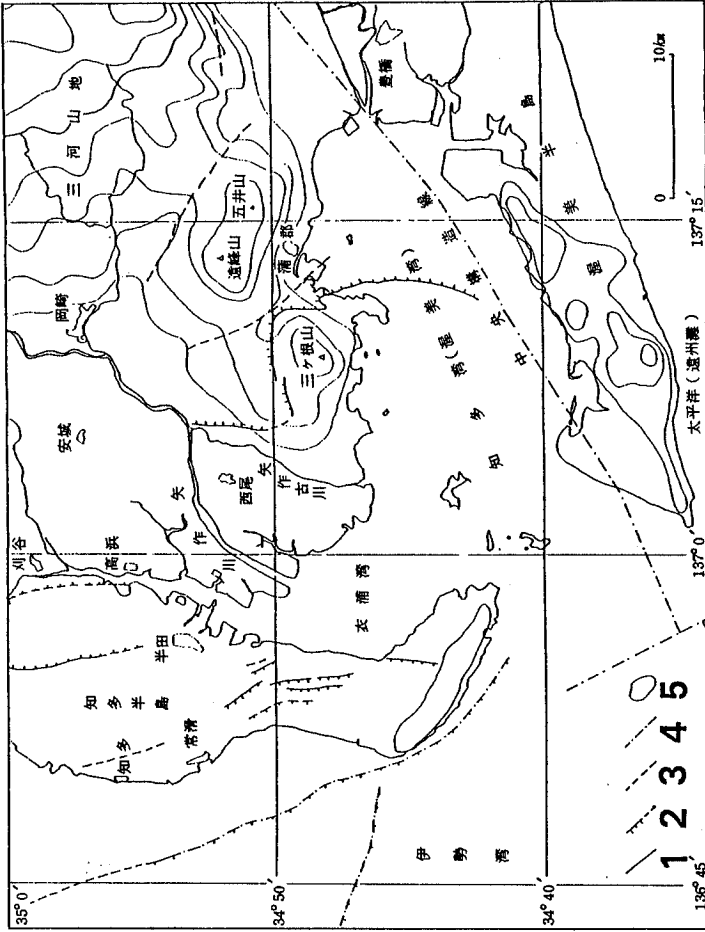 35° 0′
34° 50′
34° 40′
136° 45′
137° 0′
137° 15′
三河山地
岡崎
安城
刈谷
高浜
知多半島
知多
常滑
半田
矢作川
矢作古川
西尾
遠峰山
五井山
三ヶ根山
蒲郡
豊橋
衣浦湾
知多湾(渥美湾)
中央構造線
渥美半島
伊勢湾
太平洋(遠州灘)
0 10km
1 2 3 4 5